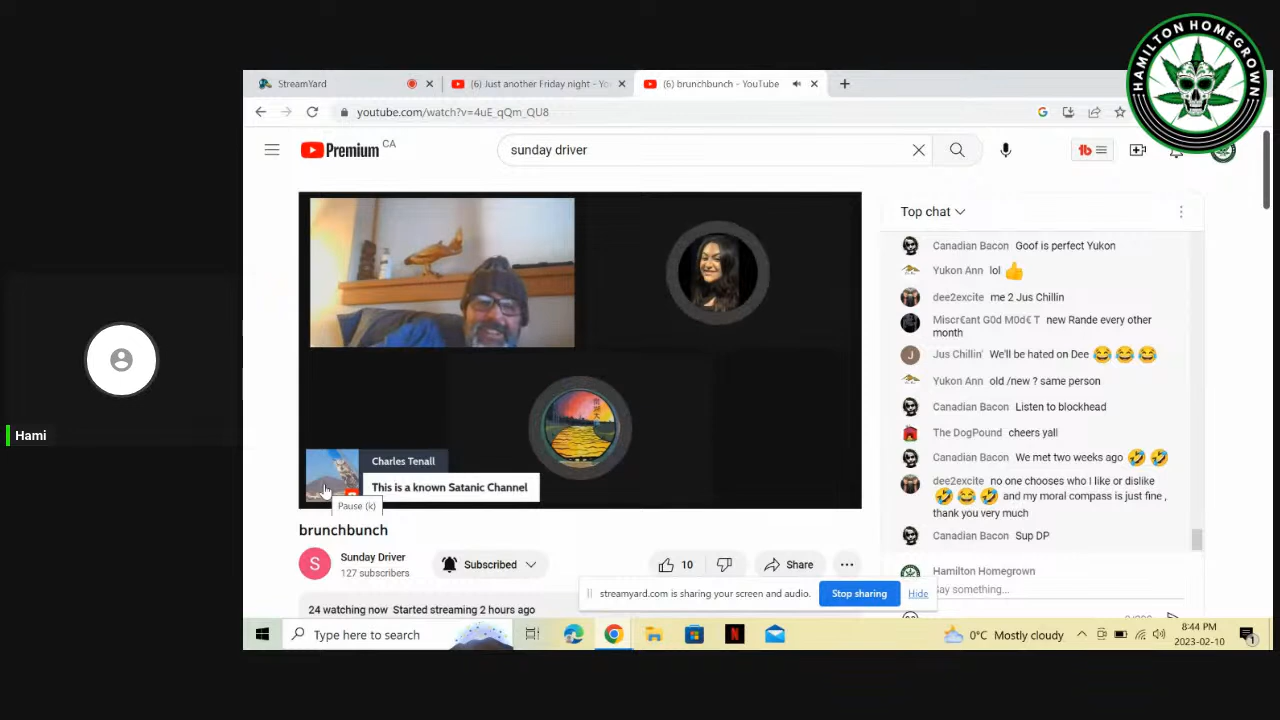 HAMILTON HOMEGROWN
StreamYard
(6) Just another Friday night - Yo
(6) brunchbunch - YouTube
youtube.com/watch?v=4uE_qQm_QU8
Premium CA
sunday driver
Top chat
Canadian Bacon Goof is perfect Yukon
Yukon Ann lol 👍
dee2excite me 2 Jus Chillin
Miscr€ant G0d M0d€ T new Rande every other
month
J Jus Chillin' We'll be hated on Dee 😂😂😂
Yukon Ann old /new ? same person
Canadian Bacon Listen to blockhead
The DogPound cheers yall
Canadian Bacon We met two weeks ago 🤣🤣
dee2excite no one chooses who I like or dislike
🤣😂🤣 and my moral compass is just fine ,
thank you very much
Canadian Bacon Sup DP
Hamilton Homegrown
Say something...
Hami
Charles Tenall
This is a known Satanic Channel
Pause (k)
brunchbunch
S Sunday Driver
127 subscribers
Subscribed
10
Share
24 watching now Started streaming 2 hours ago
streamyard.com is sharing your screen and audio.
Stop sharing
Hide
Type here to search
N
0°C Mostly cloudy
8:44 PM
2023-02-10
1